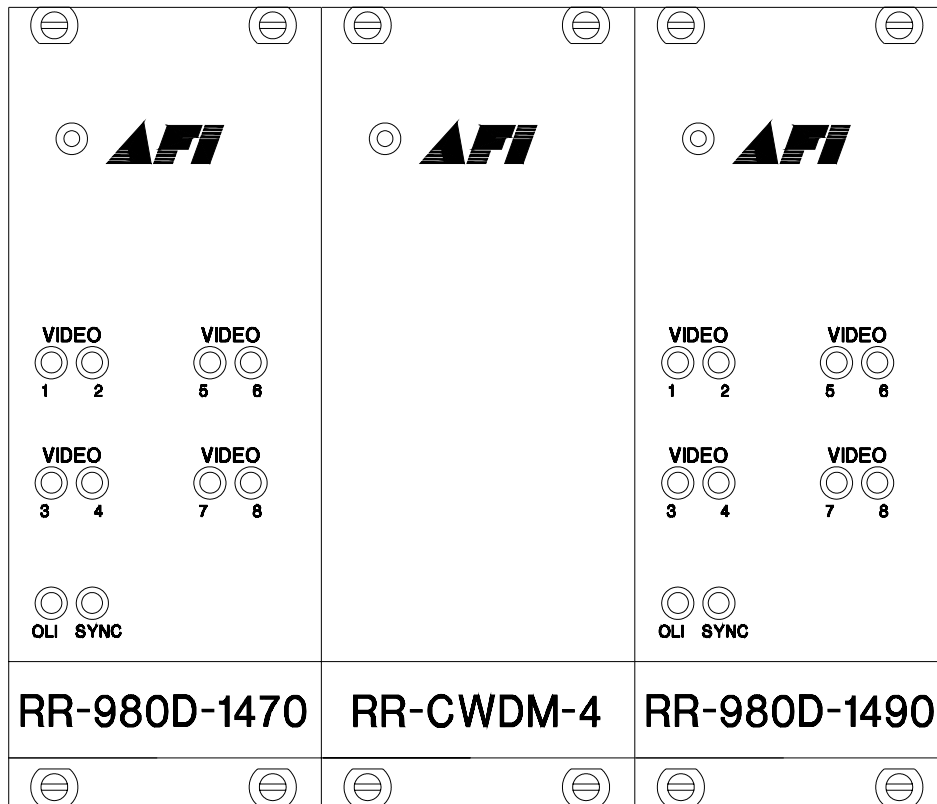 AFI AFI AFI
VIDEO VIDEO VIDEO VIDEO
1 2 5 6 1 2 5 6
VIDEO VIDEO VIDEO VIDEO
3 4 7 8 3 4 7 8
OLI SYNC OLI SYNC
RR-980D-1470 RR-CWDM-4 RR-980D-1490